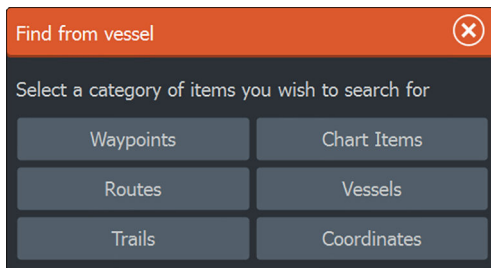 Find from vessel
Select a category of items you wish to search for
Waypoints
Chart Items
Routes
Vessels
Trails
Coordinates